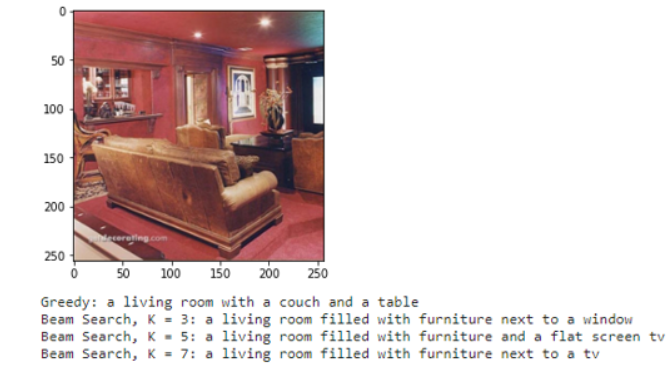 0
50
100
150
200
250
decorating.com
0 50 100 150 200 250
Greedy: a living room with a couch and a table
Beam Search, K = 3: a living room filled with furniture next to a window
Beam Search, K = 5: a living room filled with furniture and a flat screen tv
Beam Search, K = 7: a living room filled with furniture next to a tv